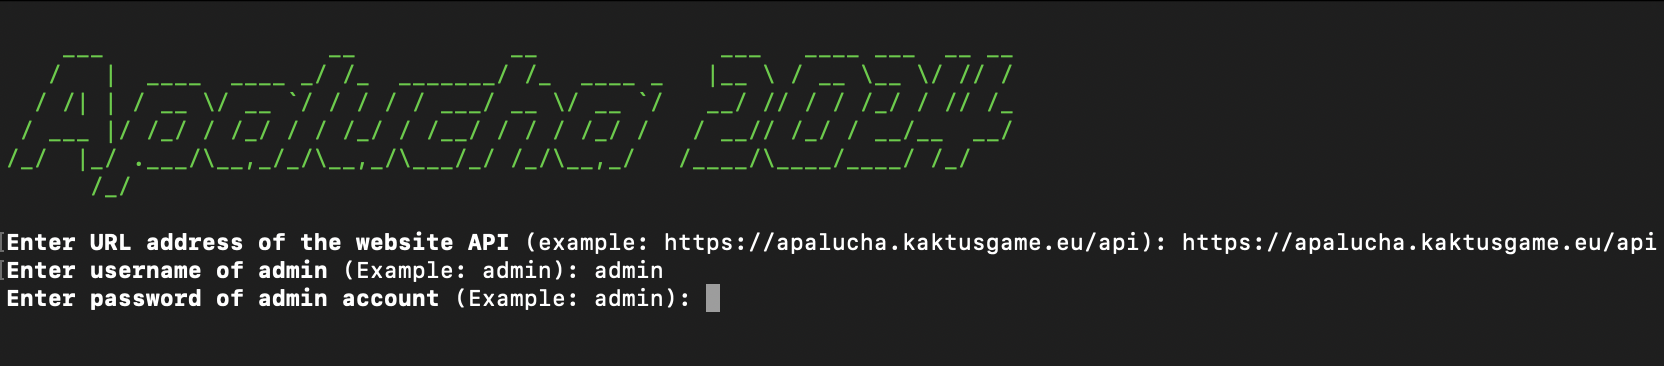 Apalucha 2024
Enter URL address of the website API (example: https://apalucha.kaktusgame.eu/api): https://apalucha.kaktusgame.eu/api
Enter username of admin (Example: admin): admin
Enter password of admin account (Example: admin):